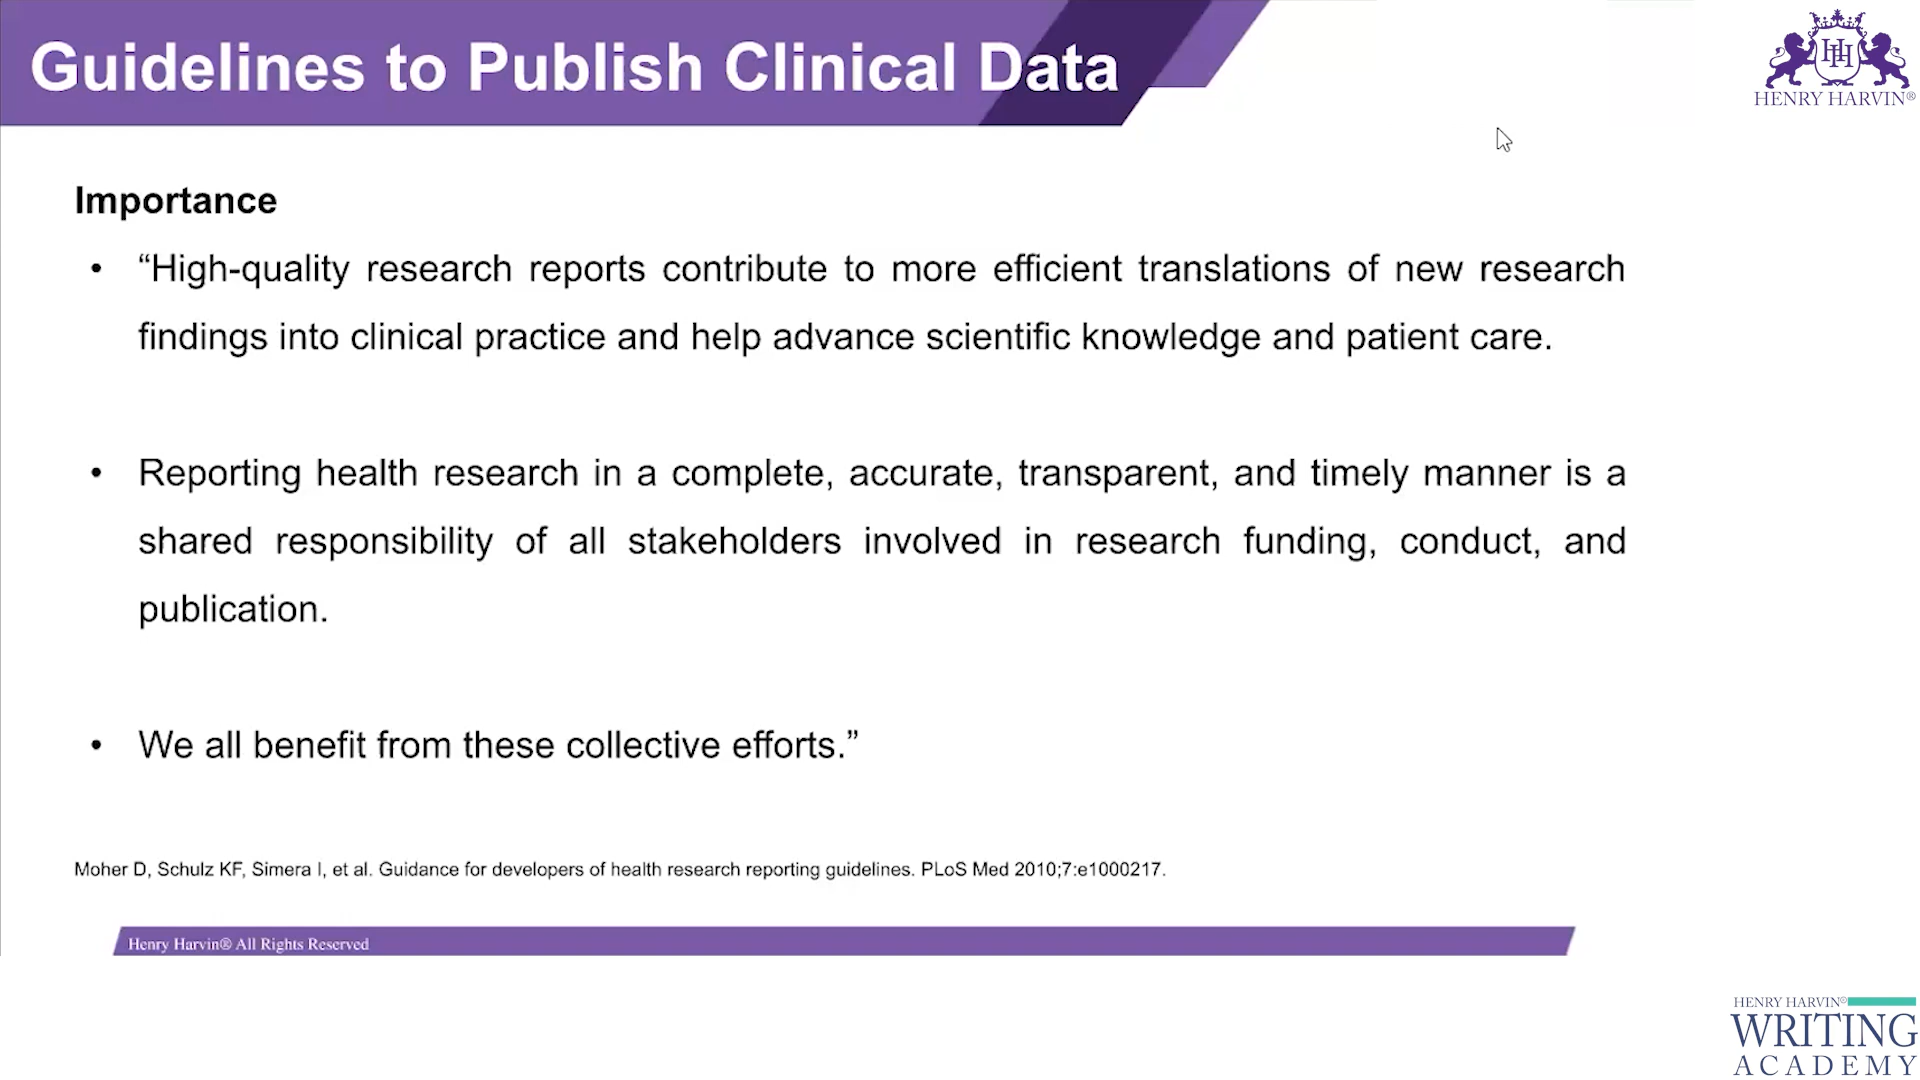 Guidelines to Publish Clinical Data
HENRY HARVIN®
Importance
• “High-quality research reports contribute to more efficient translations of new research
findings into clinical practice and help advance scientific knowledge and patient care.
• Reporting health research in a complete, accurate, transparent, and timely manner is a
shared responsibility of all stakeholders involved in research funding, conduct, and
publication.
• We all benefit from these collective efforts.”
Moher D, Schulz KF, Simera I, et al. Guidance for developers of health research reporting guidelines. PLoS Med 2010;7:e1000217.
Henry Harvin® All Rights Reserved
HENRY HARVIN®
WRITING
ACADEMY